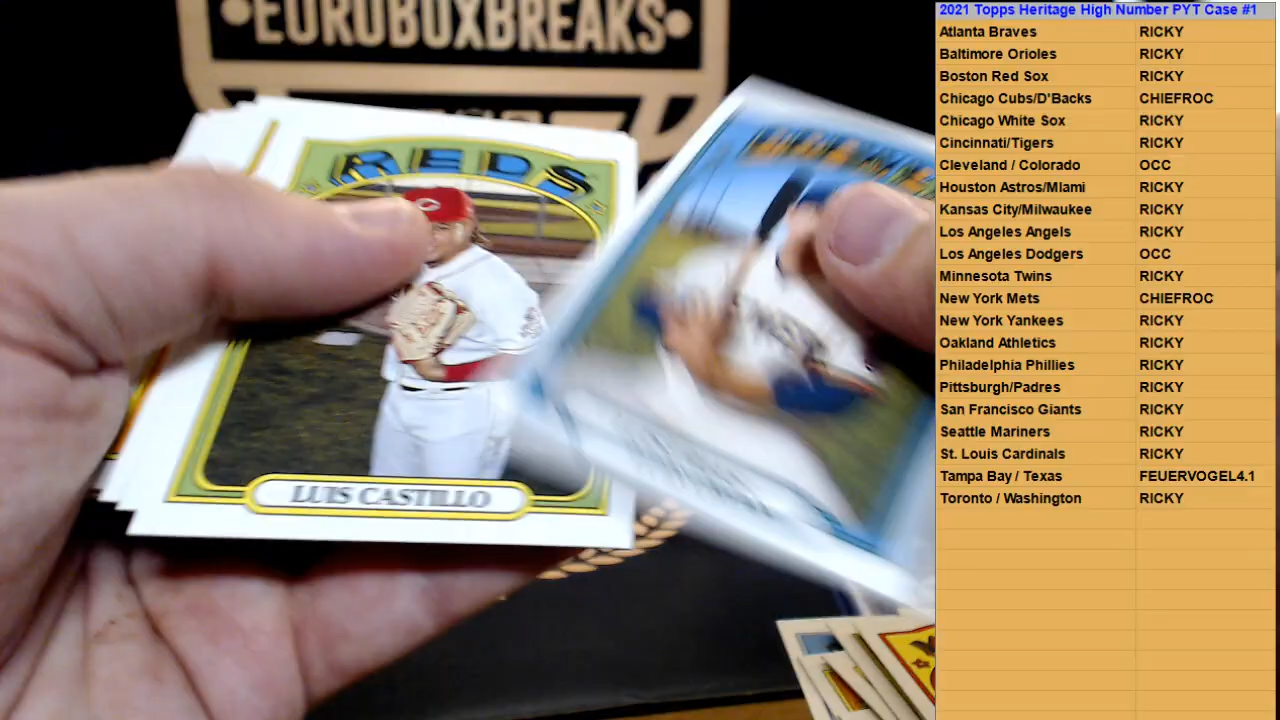 •EUROBOXBREAKS•
REDS
LUIS CASTILLO
2021 Topps Heritage High Number PYT Case #1
Atlanta Braves RICKY
Baltimore Orioles RICKY
Boston Red Sox RICKY
Chicago Cubs/D'Backs CHIEFROC
Chicago White Sox RICKY
Cincinnati/Tigers RICKY
Cleveland / Colorado OCC
Houston Astros/MIami RICKY
Kansas City/Milwaukee RICKY
Los Angeles Angels RICKY
Los Angeles Dodgers OCC
Minnesota Twins RICKY
New York Mets CHIEFROC
New York Yankees RICKY
Oakland Athletics RICKY
Philadelphia Phillies RICKY
Pittsburgh/Padres RICKY
San Francisco Giants RICKY
Seattle Mariners RICKY
St. Louis Cardinals RICKY
Tampa Bay / Texas FEUERVOGEL4.1
Toronto / Washington RICKY